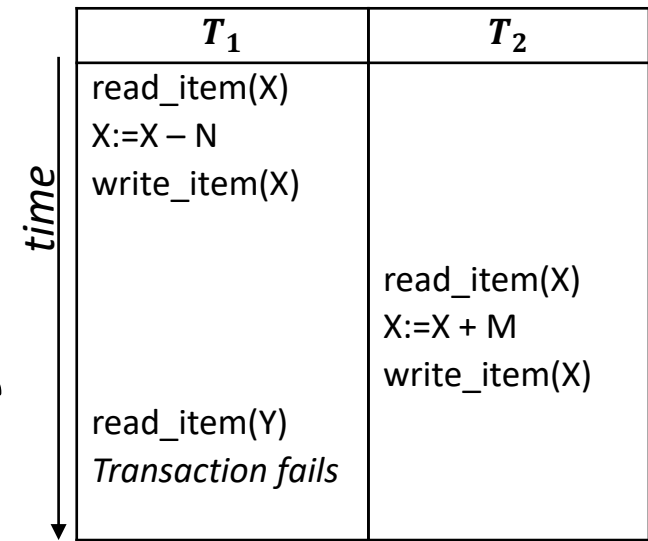 T₁ T₂
read_item(X)
X:=X – N
write_item(X)
time
read_item(X)
X:=X + M
write_item(X)
read_item(Y)
Transaction fails